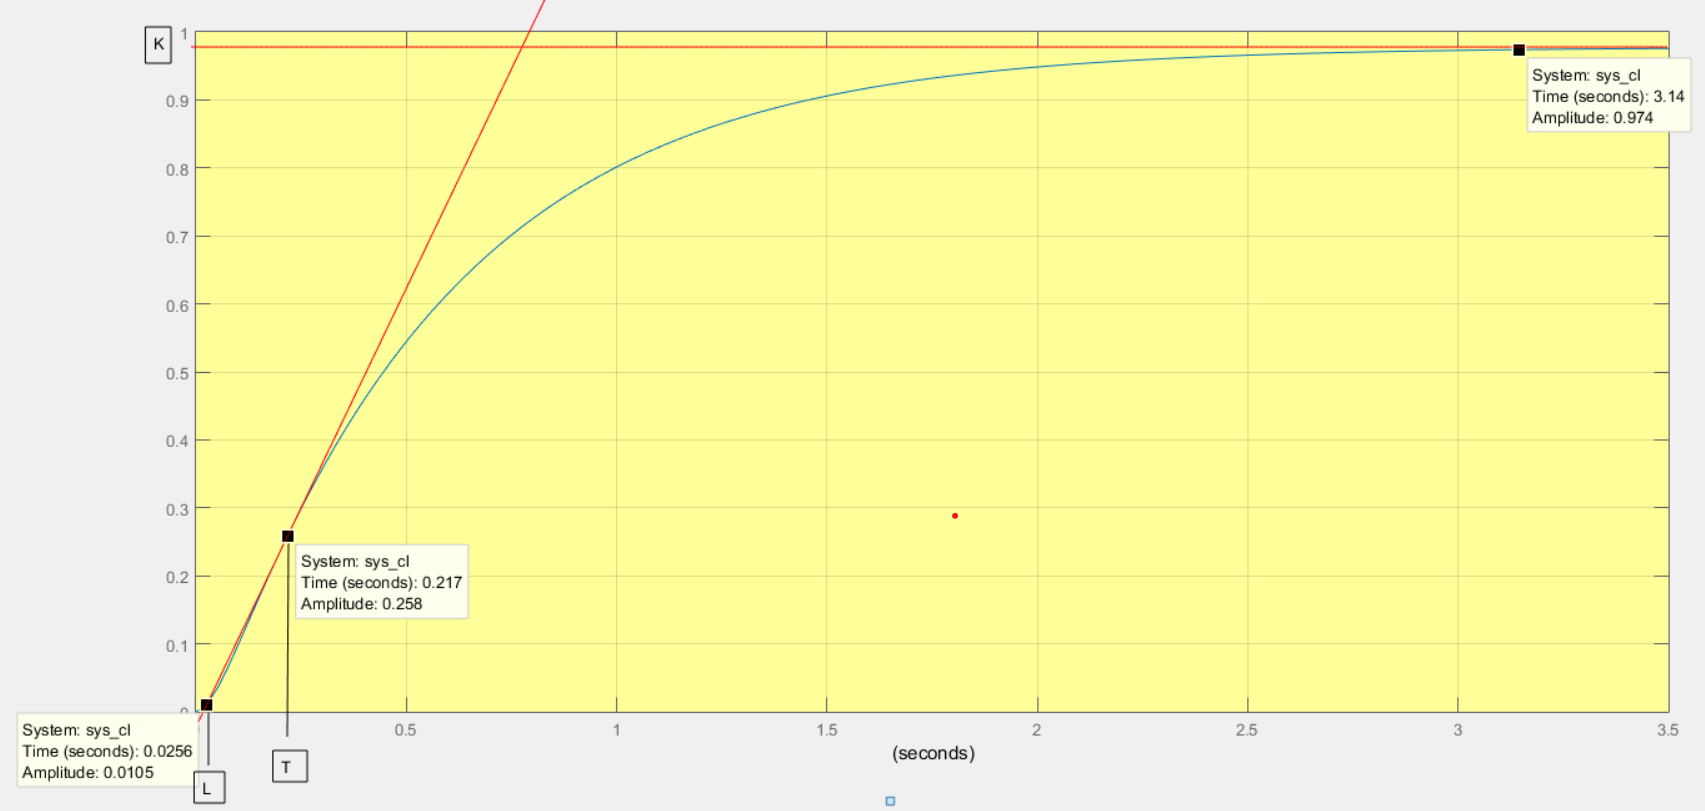 K
1
0.9
0.8
0.7
0.6
0.5
0.4
0.3
0.2
0.1
0
System: sys_cl
Time (seconds): 3.14
Amplitude: 0.974
System: sys_cl
Time (seconds): 0.217
Amplitude: 0.258
System: sys_cl
Time (seconds): 0.0256
Amplitude: 0.0105
0.5 1 1.5 2 2.5 3 3.5
(seconds)
T
L